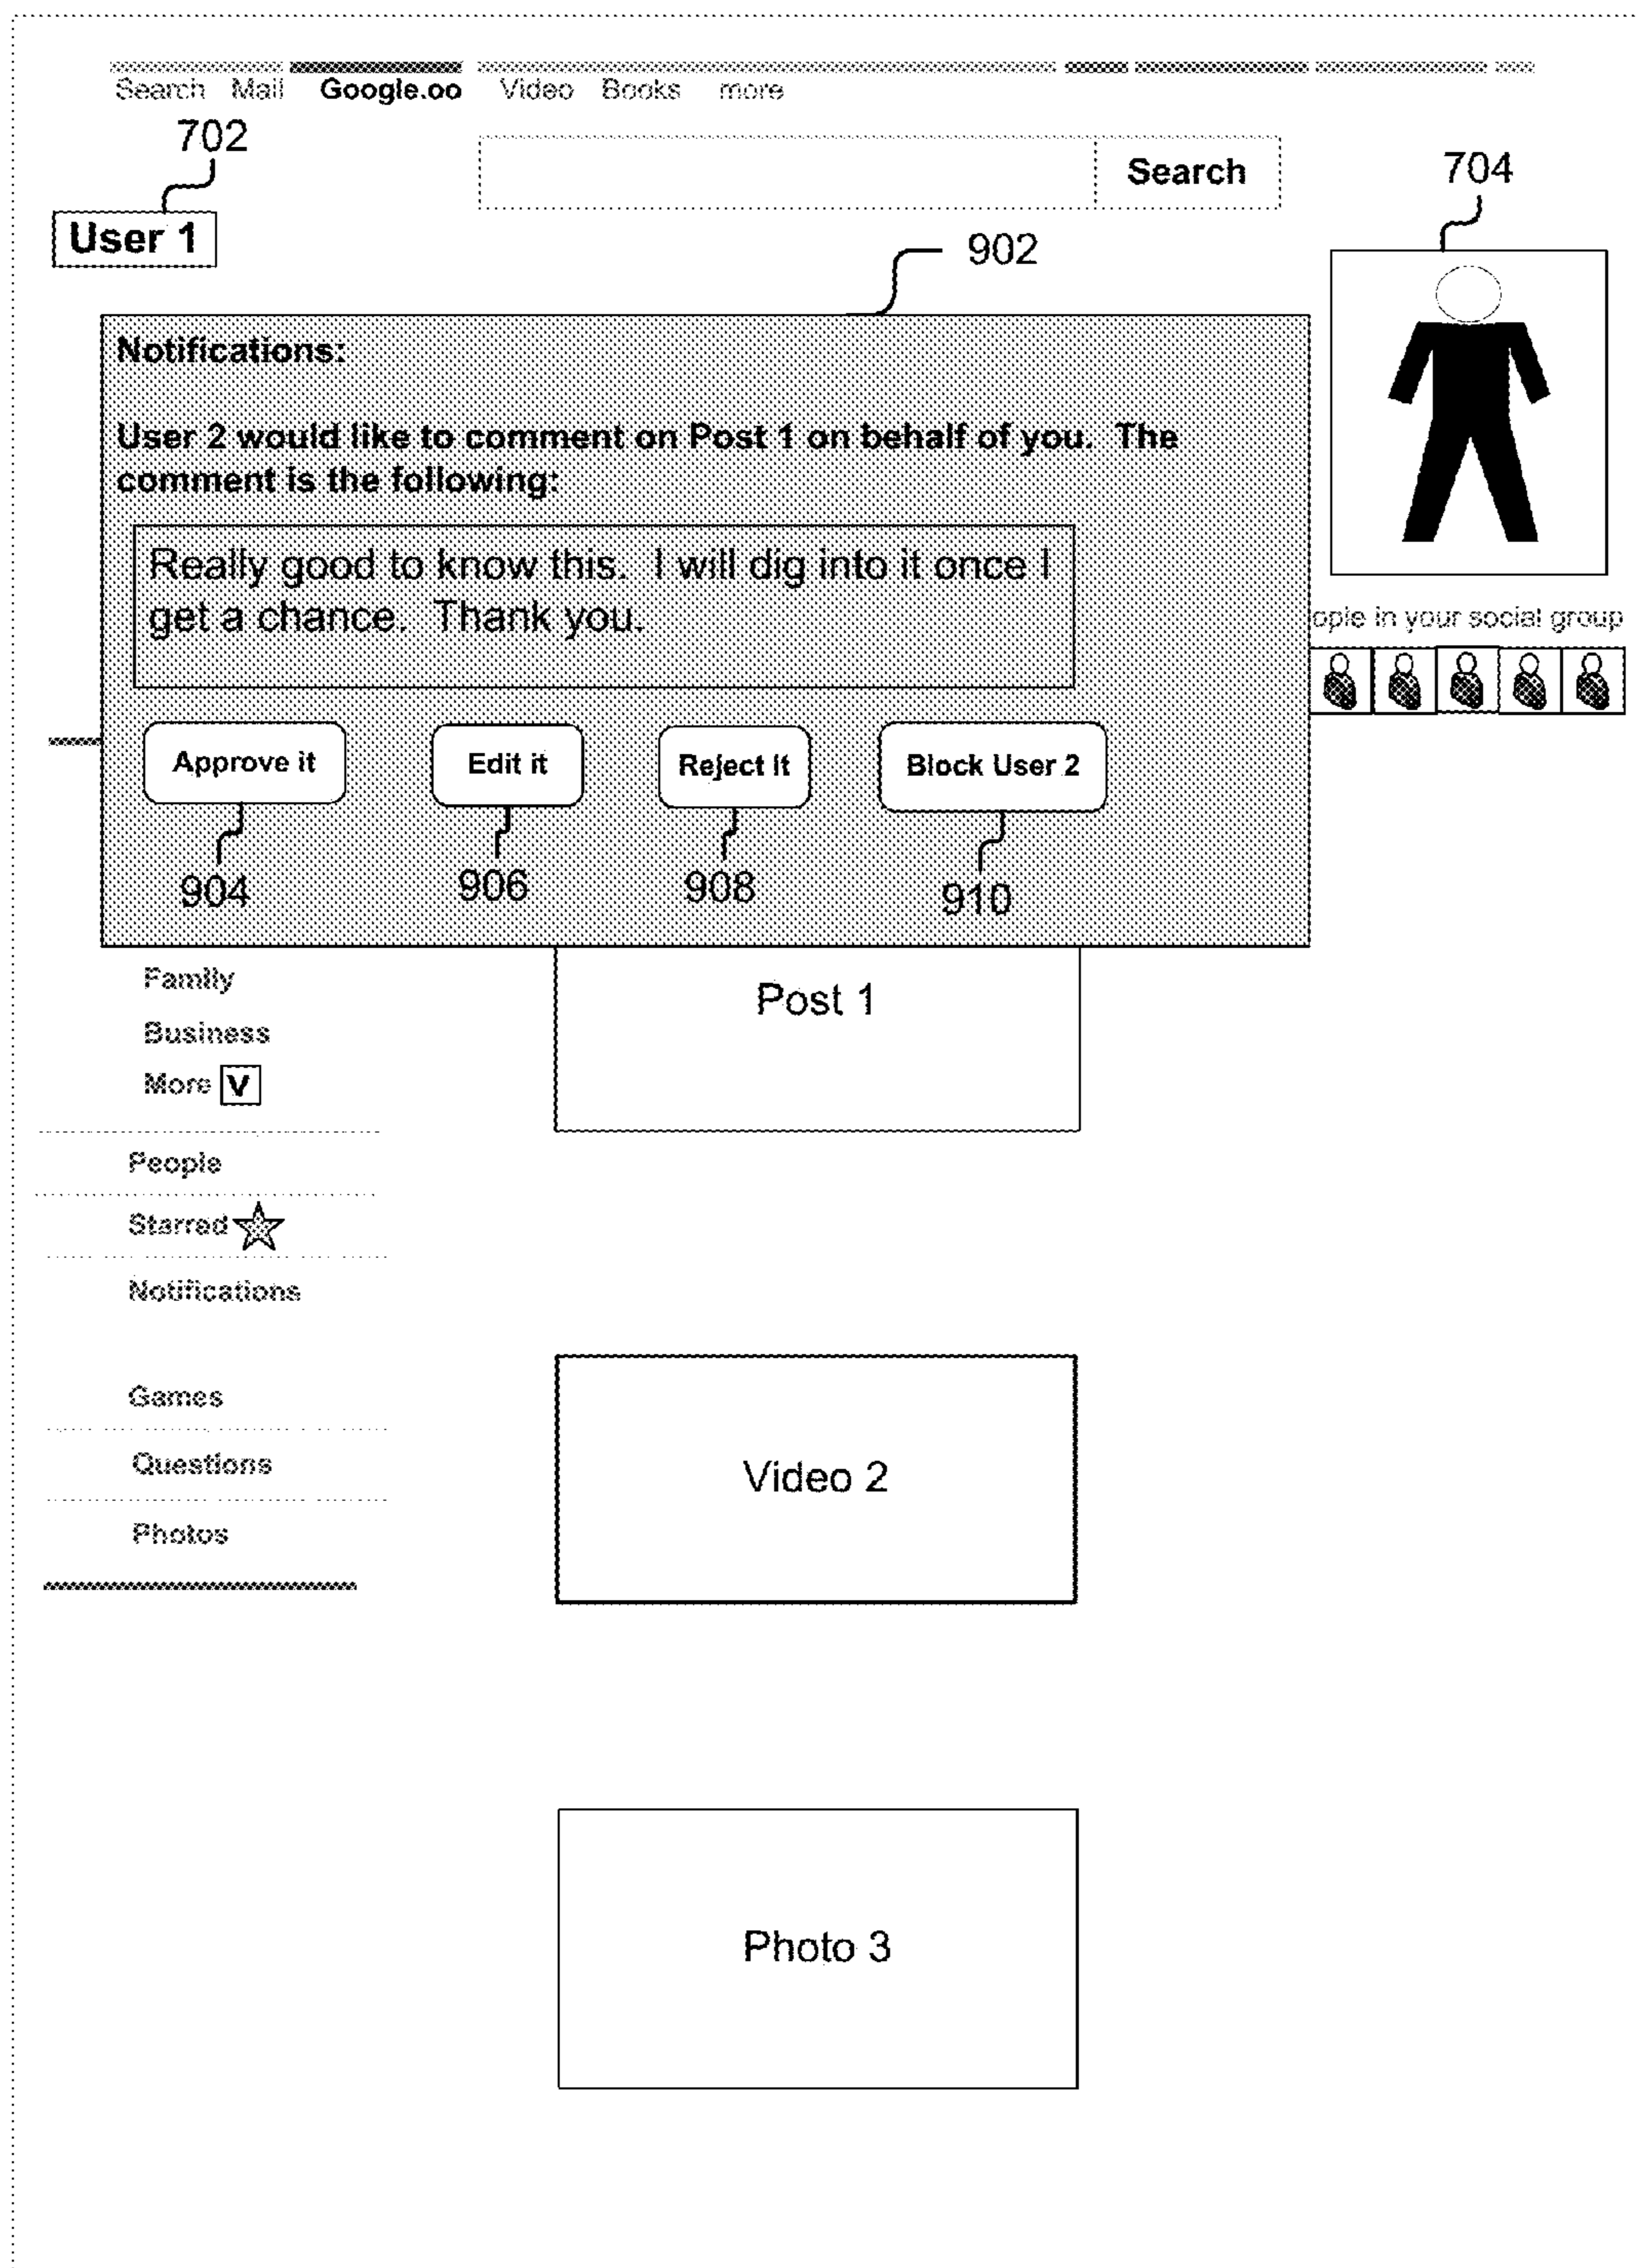 Search Mail Google.oo Video Books more
702
Search
704
User 1
902
Notifications:
User 2 would like to comment on Post 1 on behalf of you. The
comment is the following:
Really good to know this. I will dig into it once I
get a chance. Thank you.
ople in your social group
Approve it
Edit it
Reject it
Block User 2
904
906
908
910
Family
Post 1
Business
More V
People
Starred
Notifications
Games
Questions
Video 2
Photos
Photo 3